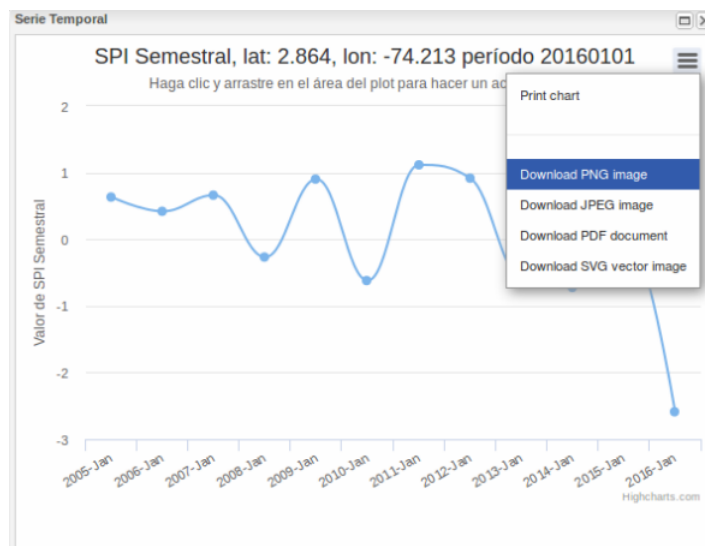 Serie Temporal
SPI Semestral, lat: 2.864, lon: -74.213 período 20160101
Haga clic y arrastre en el área del plot para hacer un
Print chart
Download PNG image
Download JPEG image
Download PDF document
Download SVG vector image
Valor de SPI Semestral
2
1
0
-1
-2
-3
2005-Jan
2006-Jan
2007-Jan
2008-Jan
2009-Jan
2010-Jan
2011-Jan
2012-Jan
2013-Jan
2014-Jan
2015-Jan
2016-Jan
Highcharts.com